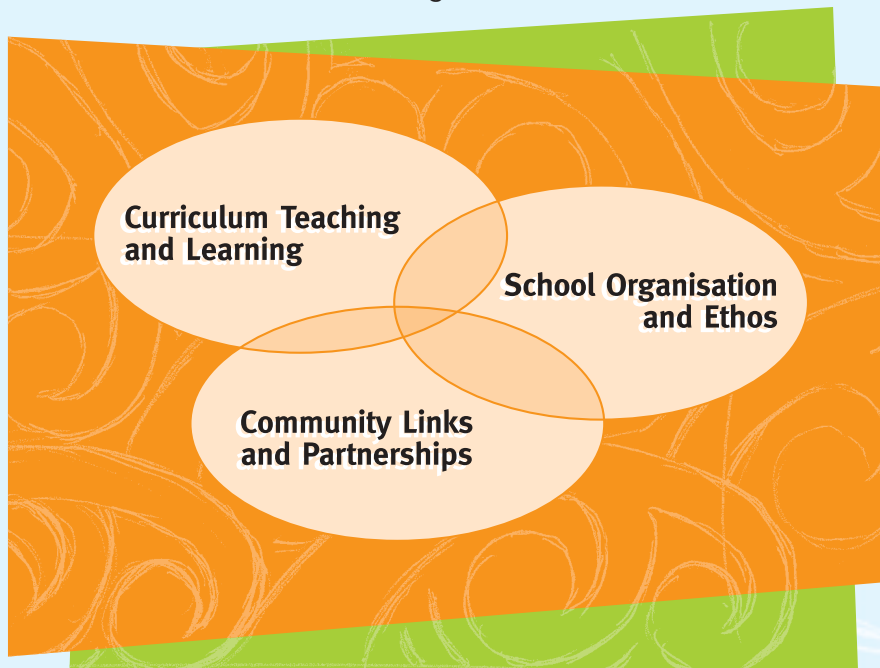 Curriculum Teaching
and Learning
School Organisation
and Ethos
Community Links
and Partnerships